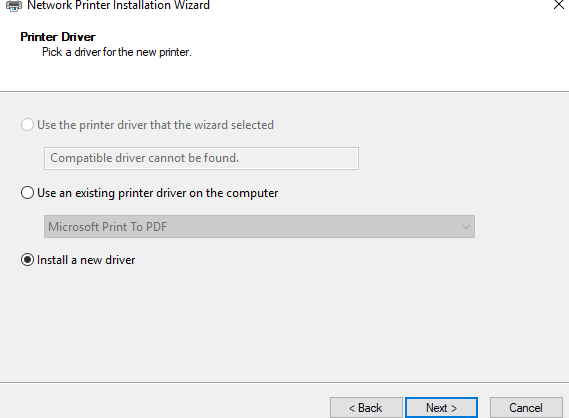 Network Printer Installation Wizard
Printer Driver
Pick a driver for the new printer.
Use the printer driver that the wizard selected
Compatible driver cannot be found.
Use an existing printer driver on the computer
Microsoft Print To PDF
Install a new driver
< Back Next > Cancel